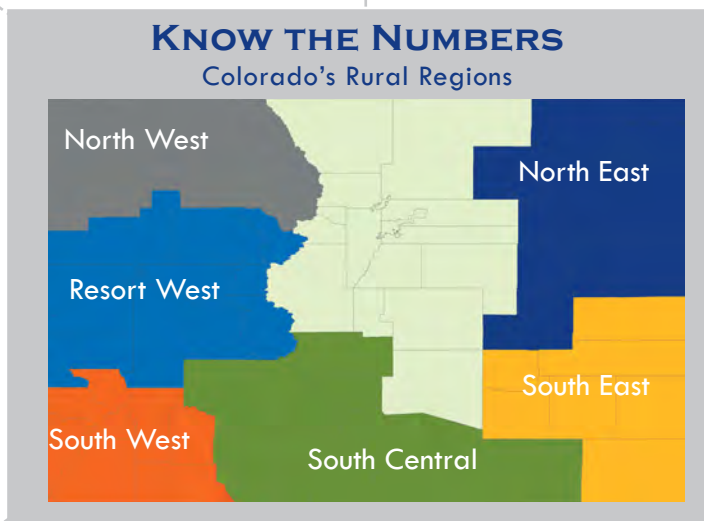 Know the Numbers
Colorado's Rural Regions
North West
North East
Resort West
South East
South West
South Central